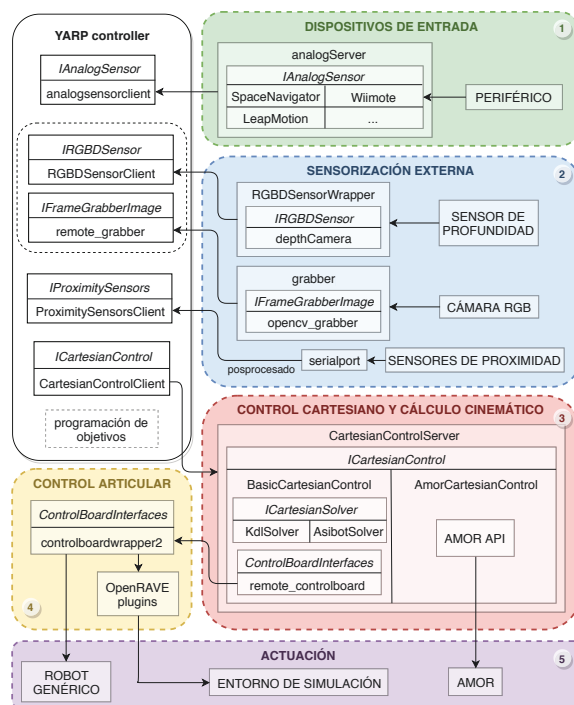 YARP controller
IAnalogSensor
analogsensorclient
IRGBDSensor
RGBDSensorClient
IFrameGrabberImage
remote_grabber
IProximitySensors
ProximitySensorsClient
ICartesianControl
CartesianControlClient
programación de
objetivos
DISPOSITIVOS DE ENTRADA
1
analogServer
IAnalogSensor
SpaceNavigator
Wiimote
LeapMotion
...
PERIFÉRICO
SENSORIZACIÓN EXTERNA
2
RGBDSensorWrapper
IRGBDSensor
depthCamera
SENSOR DE
PROFUNDIDAD
grabber
IFrameGrabberImage
opencv_grabber
CÁMARA RGB
posprocesado
serialport
SENSORES DE PROXIMIDAD
CONTROL CARTESIANO Y CÁLCULO CINEMÁTICO
3
CartesianControlServer
ICartesianControl
BasicCartesianControl
ICartesianSolver
KdlSolver
AsibotSolver
ControlBoardInterfaces
remote_controlboard
AmorCartesianControl
AMOR API
CONTROL ARTICULAR
ControlBoardInterfaces
controlboardwrapper2
OpenRAVE
plugins
4
ACTUACIÓN
5
ROBOT
GENÉRICO
ENTORNO DE SIMULACIÓN
AMOR